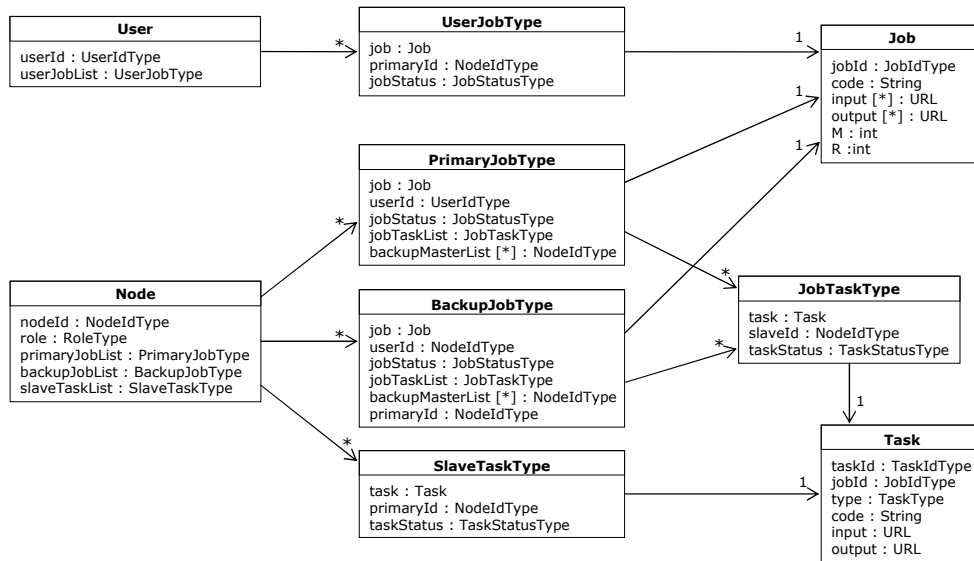 User
userId : UserIdType
userJobList : UserJobType
*
UserJobType
job : Job
primaryId : NodeIdType
jobStatus : JobStatusType
1
Job
jobId : JobIdType
code : String
input [*] : URL
output [*] : URL
M : int
R :int
PrimaryJobType
job : Job
userId : UserIdType
jobStatus : JobStatusType
jobTaskList : JobTaskType
backupMasterList [*] : NodeIdType
1
1
*
*
Node
nodeId : NodeIdType
role : RoleType
primaryJobList : PrimaryJobType
backupJobList : BackupJobType
slaveTaskList : SlaveTaskType
*
*
BackupJobType
job : Job
userId : NodeIdType
jobStatus : JobStatusType
jobTaskList : JobTaskType
backupMasterList [*] : NodeIdType
primaryId : NodeIdType
*
JobTaskType
task : Task
slaveId : NodeIdType
taskStatus : TaskStatusType
1
SlaveTaskType
task : Task
primaryId : NodeIdType
taskStatus : TaskStatusType
1
Task
taskId : TaskIdType
jobId : JobIdType
type : TaskType
code : String
input : URL
output : URL